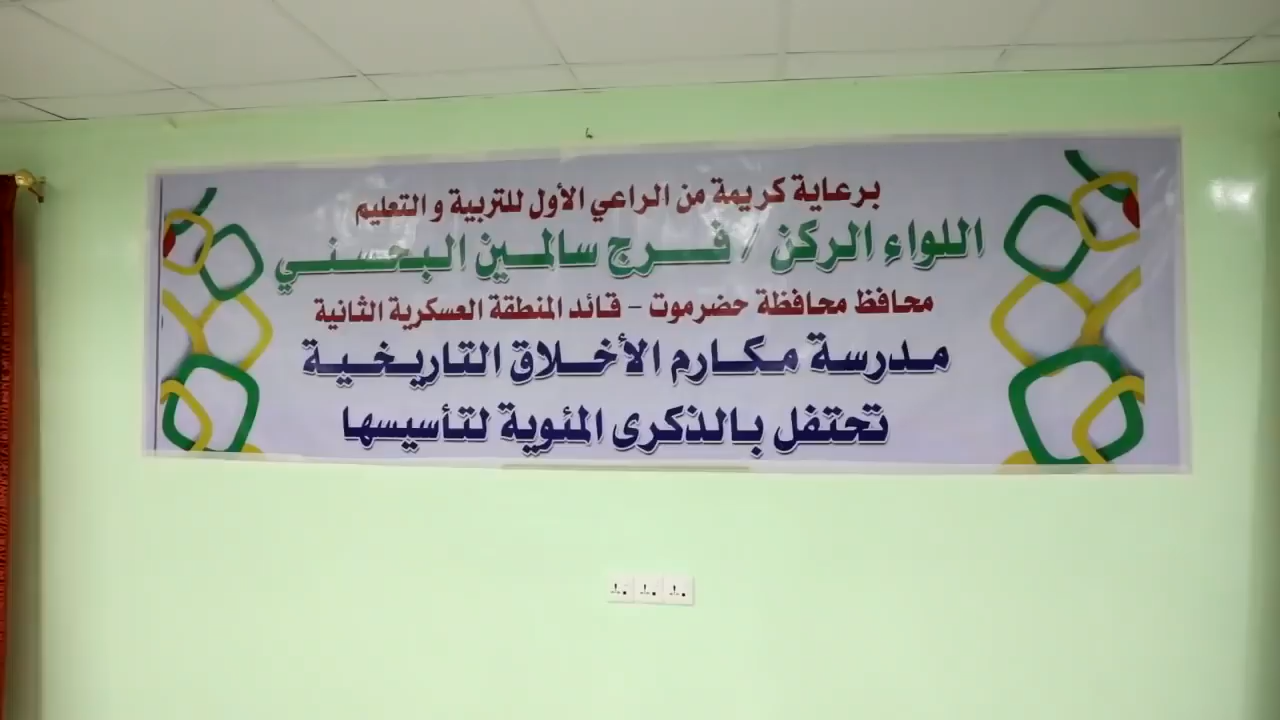 برعاية كريمة من الراعي الأول للتربية و التعليم
اللواء الركن / فرج سالمين البحسني
محافظ محافظة حضرموت - قائد المنطقة العسكرية الثانية
مدرسة مكارم الأخلاق التاريخية
تحتفل بالذكرى المئوية لتأسيسها